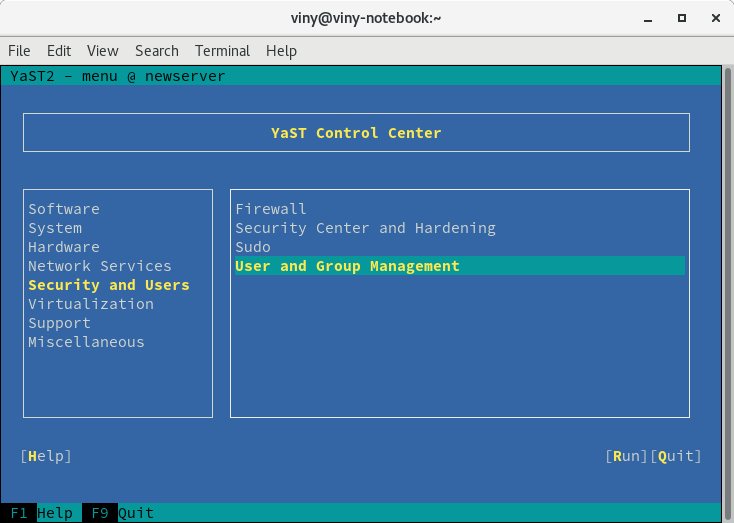 viny@viny-notebook:~
File Edit View Search Terminal Help
YaST2 - menu @ newserver
YaST Control Center
Software
System
Hardware
Network Services
Security and Users
Virtualization
Support
Miscellaneous
Firewall
Security Center and Hardening
Sudo
User and Group Management
[Help]
[Run][Quit]
F1 Help F9 Quit